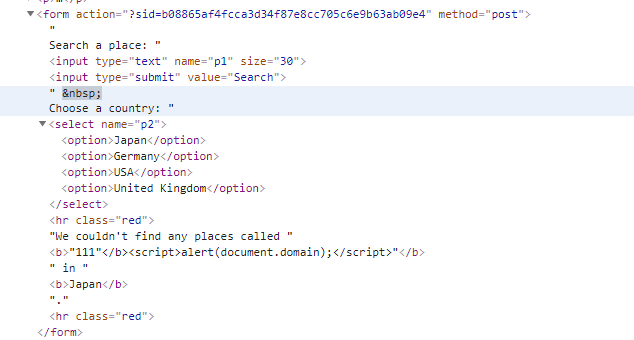 <form action="?sid=b08865af4fcca3d34f87e8cc705c6e9b63ab09e4" method="post">
"
Search a place: "
<input type="text" name="p1" size="30">
<input type="submit" value="Search">
" &nbsp;
Choose a country: "
<select name="p2">
<option>Japan</option>
<option>Germany</option>
<option>USA</option>
<option>United Kingdom</option>
</select>
<hr class="red">
"We couldn't find any places called "
<b>"111"</b><script>alert(document.domain);</script>"</b>
" in "
<b>Japan</b>
"."
<hr class="red">
</form>